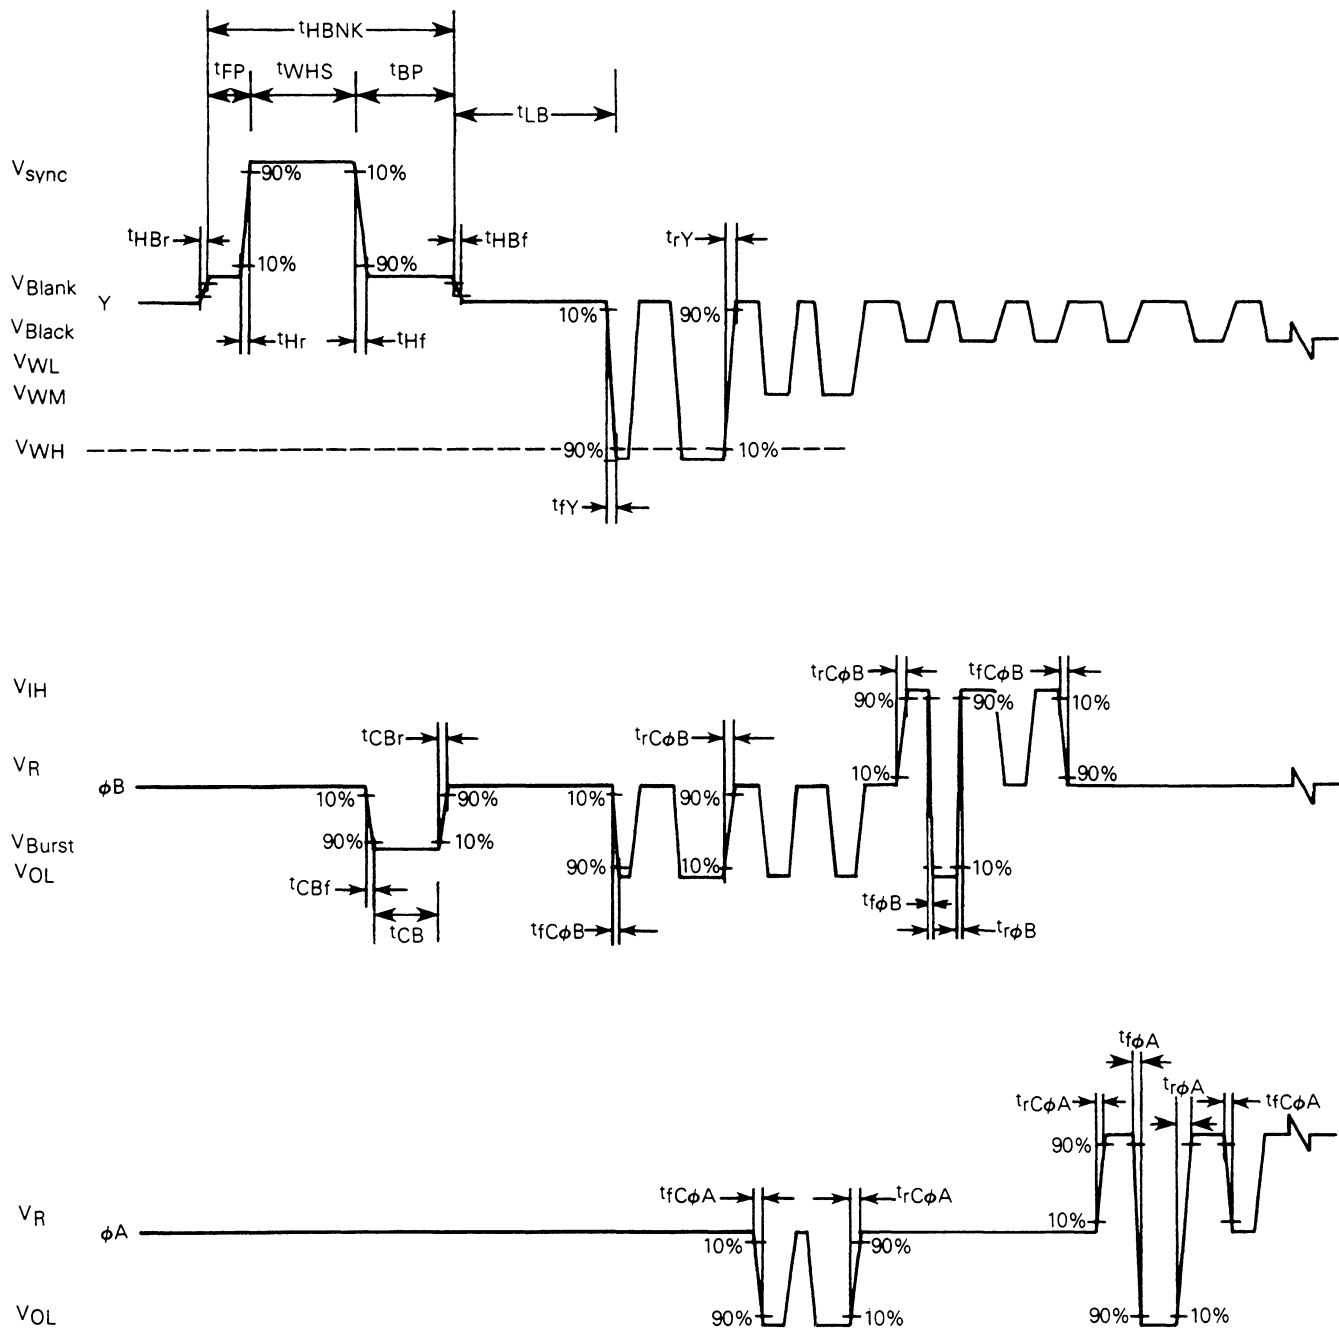 tHBNK
tFP tWHS tBP
tLB
Vsync 90% 10%
tHBr tHBf trY
VBlank 10% 90%
Y
VBlack 10% 90%
tHr tHf
VWL
VWM
VWH 90% 10%
tfY
trCφB tfCφB
VIH 90% 90% 10%
tCBr trCφB
VR 10% 90%
φB
10% 90% 10% 90%
VBurst 90% 10%
VOL 90% 10% 10%
tCBf tfφB
tCB tfCφB trφB
tfφA
trφA
trCφA tfCφA
90%
tfCφA trCφA
VR 10%
φA
10% 90%
VOL 90% 10% 90% 10%